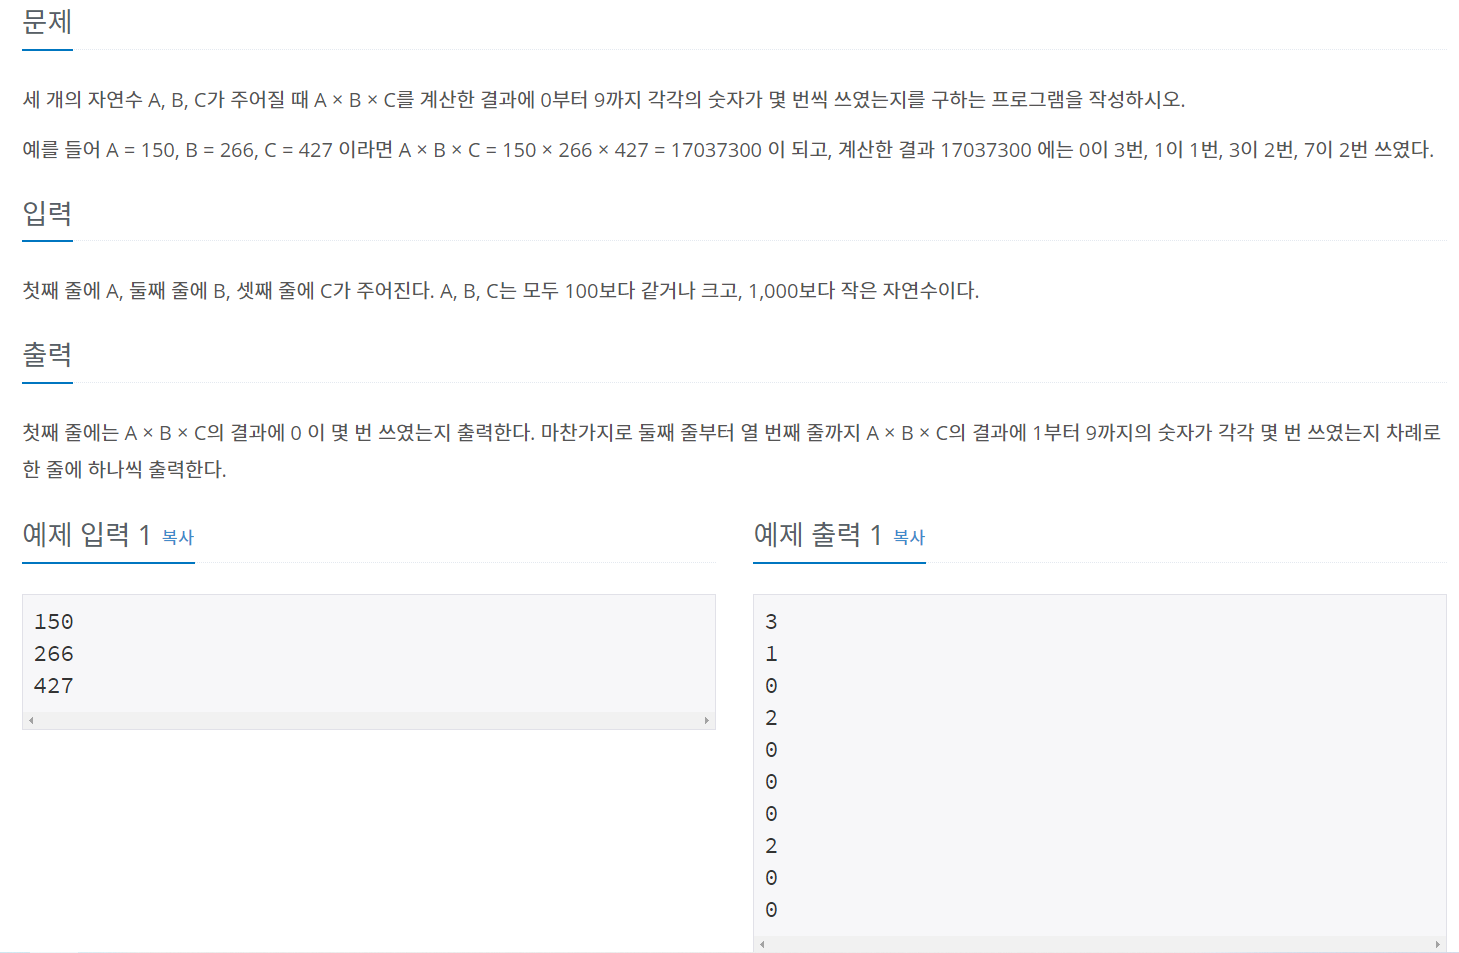 문제
세 개의 자연수 A, B, C가 주어질 때 A × B × C를 계산한 결과에 0부터 9까지 각각의 숫자가 몇 번씩 쓰였는지를 구하는 프로그램을 작성하시오.
예를 들어 A = 150, B = 266, C = 427 이라면 A × B × C = 150 × 266 × 427 = 17037300 이 되고, 계산한 결과 17037300 에는 0이 3번, 1이 1번, 3이 2번, 7이 2번 쓰였다.
입력
첫째 줄에 A, 둘째 줄에 B, 셋째 줄에 C가 주어진다. A, B, C는 모두 100보다 같거나 크고, 1,000보다 작은 자연수이다.
출력
첫째 줄에는 A × B × C의 결과에 0 이 몇 번 쓰였는지 출력한다. 마찬가지로 둘째 줄부터 열 번째 줄까지 A × B × C의 결과에 1부터 9까지의 숫자가 각각 몇 번 쓰였는지 차례로
한 줄에 하나씩 출력한다.
예제 입력 1 복사
150
266
427
예제 출력 1 복사
3
1
0
2
0
0
0
2
0
0